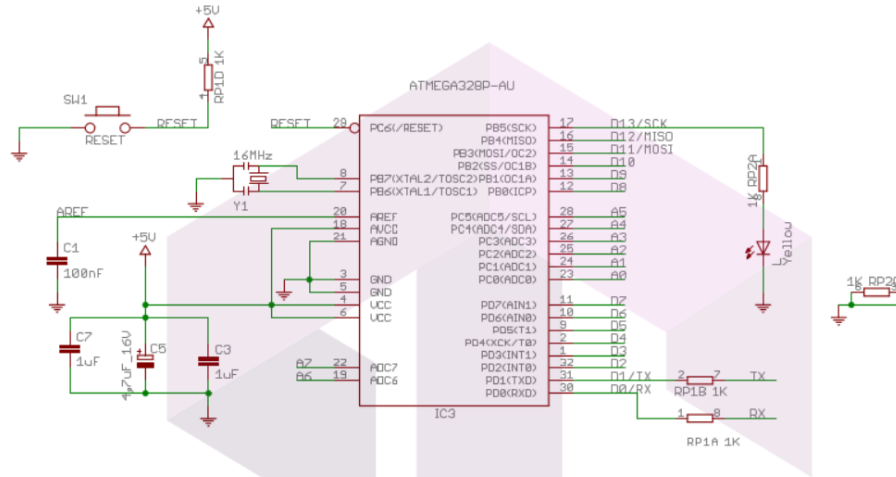 +5V
5
RP1D 1K
4
SW1
RESET
RESET
ATMEGA328P-AU
RESET
29
PC6(/RESET)
PB5(SCK)
17
D13/SCK
PB4(MISO)
16
D12/MISO
PB3(MOSI/OC2)
15
D11/MOSI
PB2(SS/OC1B)
14
D10
16MHz
8
PB7(XTAL2/TOSC2)
PB1(OC1A)
13
D9
7
PB6(XTAL1/TOSC1)
PB0(ICP)
12
D8
Y1
1K RP2A
1
8
AREF
20
AREF
PC5(ADC5/SCL)
28
A5
18
AVCC
PC4(ADC4/SDA)
27
A4
21
AGND
PC3(ADC3)
26
A3
PC2(ADC2)
25
A2
PC1(ADC1)
24
A1
PC0(ADC0)
23
A0
+5V
C1
100nF
3
GND
5
GND
4
VCC
6
VCC
PD7(AIN1)
11
D7
PD6(AIN0)
10
D6
PD5(T1)
9
D5
PD4(XCK/T0)
2
D4
PD3(INT1)
1
D3
PD2(INT0)
32
D2
PD1(TXD)
31
D1/TX
PD0(RXD)
30
D0/RX
L
Yellow
C7
1uF
C5
4,7uF_16V
C3
1uF
A7
22
ADC7
A6
19
ADC6
IC3
2
7
TX
RP1B 1K
1
8
RX
RP1A 1K